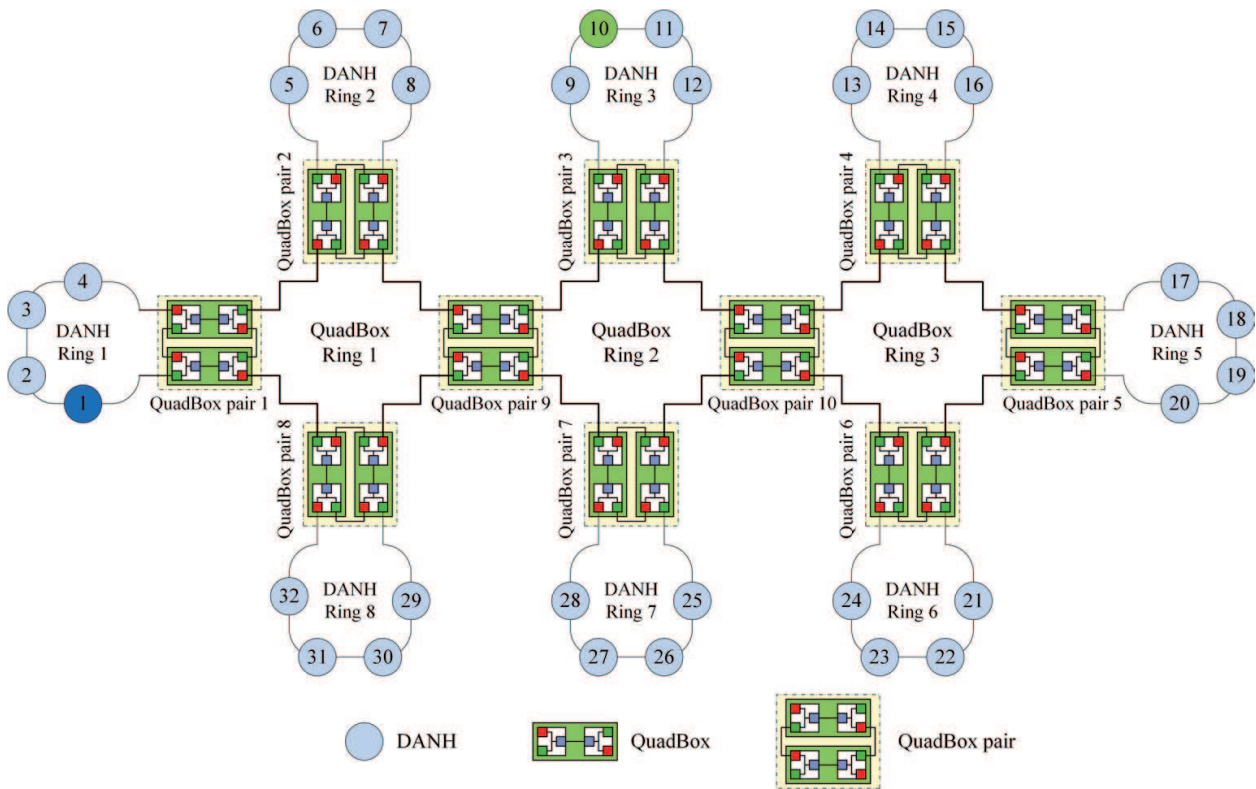 6 7
10 11
14 15
5 DANH Ring 2 8
9 DANH Ring 3 12
13 DANH Ring 4 16
QuadBox pair 2
QuadBox pair 3
QuadBox pair 4
4
3
DANH
Ring 1
2
1
QuadBox pair 1
QuadBox
Ring 1
QuadBox pair 9
QuadBox
Ring 2
QuadBox pair 10
QuadBox
Ring 3
QuadBox pair 5
17
18
DANH
Ring 5
19
20
QuadBox pair 8
QuadBox pair 7
QuadBox pair 6
32
DANH
Ring 8
29
31
30
28
DANH
Ring 7
25
27
26
24
DANH
Ring 6
21
23
22
DANH
QuadBox
QuadBox pair